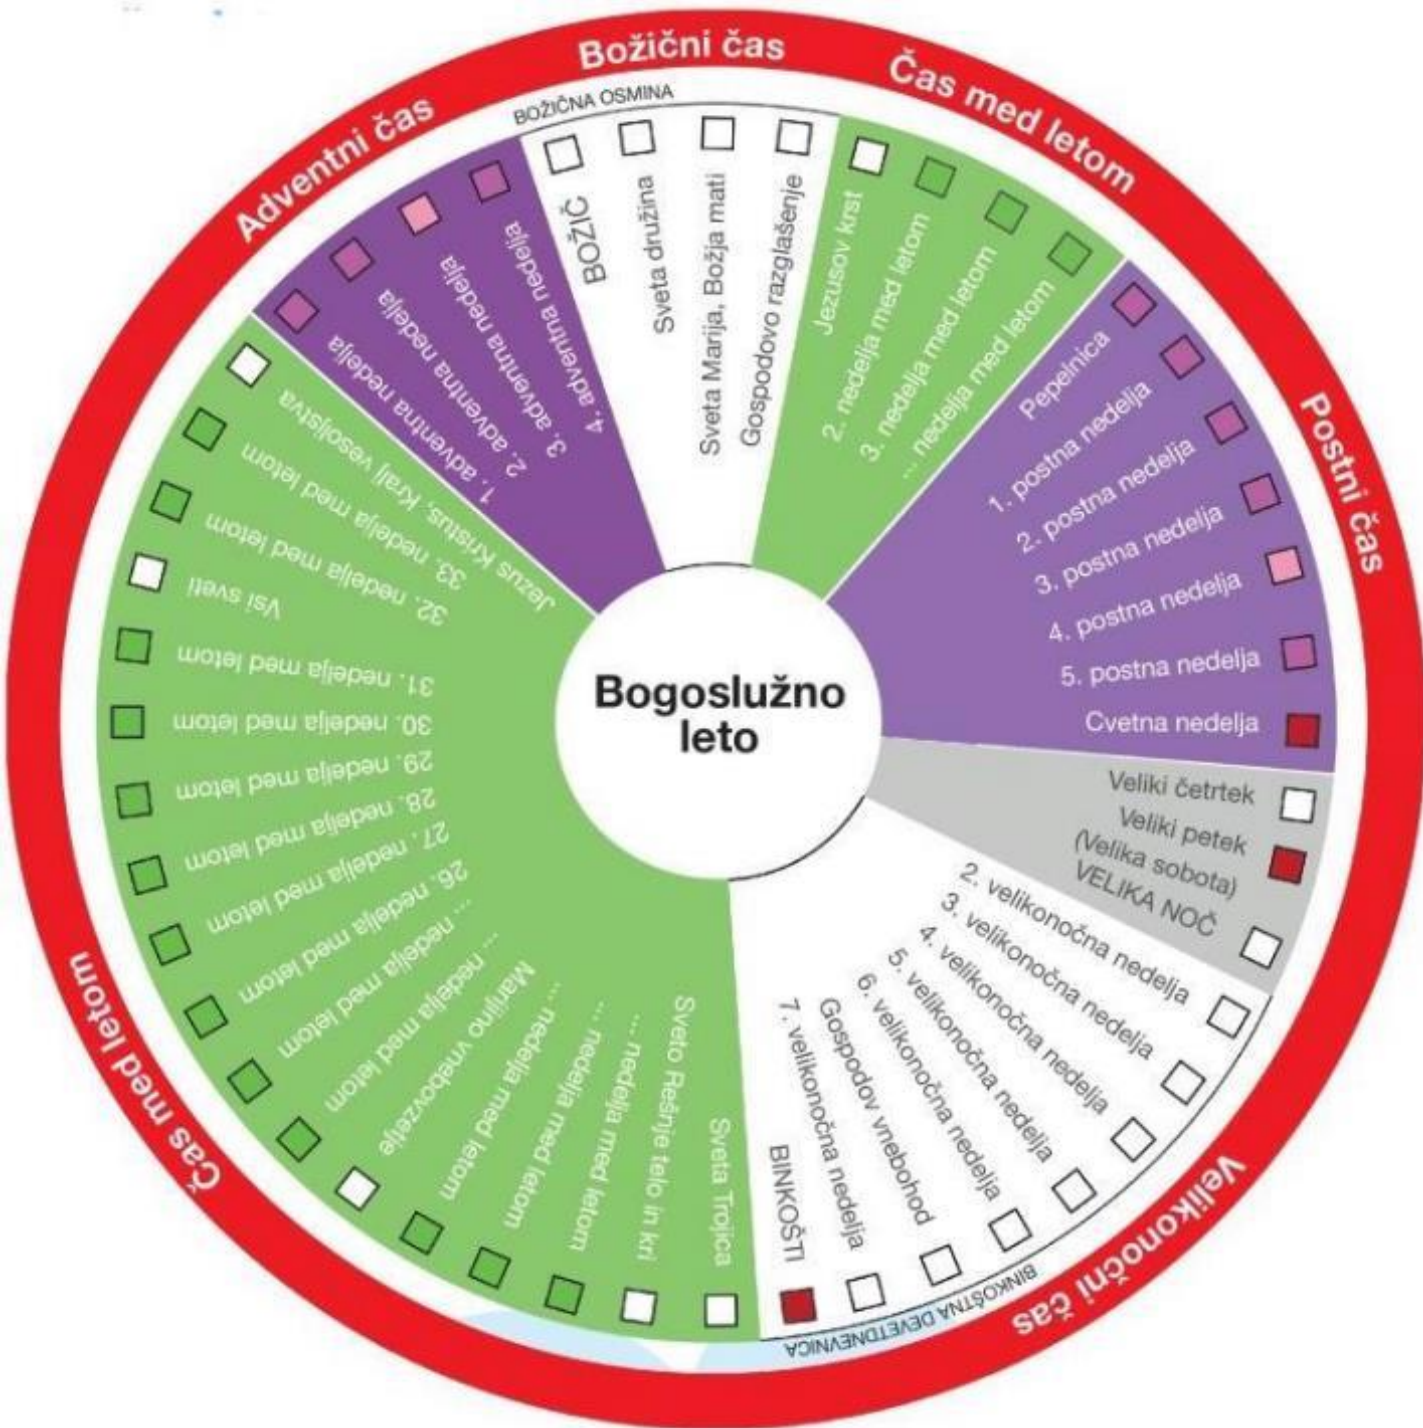 Božični čas
Čas med letom
Postni čas
Velikonočni čas
Čas med letom
Adventni čas
BOŽIČNA OSMINA
BOŽIČ
Sveta družina
Sveta Marija, Božja mati
Gospodovo razglašenje
Jezusov krst
2. nedelja med letom
3. nedelja med letom
... nedelja med letom
Pepelnica
1. postna nedelja
2. postna nedelja
3. postna nedelja
4. postna nedelja
5. postna nedelja
Cvetna nedelja
Veliki četrtek
Veliki petek
(Velika sobota)
VELIKA NOČ
2. velikonočna nedelja
3. velikonočna nedelja
4. velikonočna nedelja
5. velikonočna nedelja
6. velikonočna nedelja
Gospodov vnebohod
7. velikonočna nedelja
BINKOŠTI
BINKOŠTNA DEVETDNEVNICA
Sveta Trojica
Sveto Rešnje telo in kri
... nedelja med letom
... nedelja med letom
... nedelja med letom
Marijino vnebovzetje
... nedelja med letom
... nedelja med letom
26. nedelja med letom
27. nedelja med letom
28. nedelja med letom
29. nedelja med letom
30. nedelja med letom
31. nedelja med letom
Vsi sveti
32. nedelja med letom
33. nedelja med letom
Jezus Kristus, Kralj vesoljstva
1. adventna nedelja
2. adventna nedelja
3. adventna nedelja
4. adventna nedelja
Bogoslužno
leto